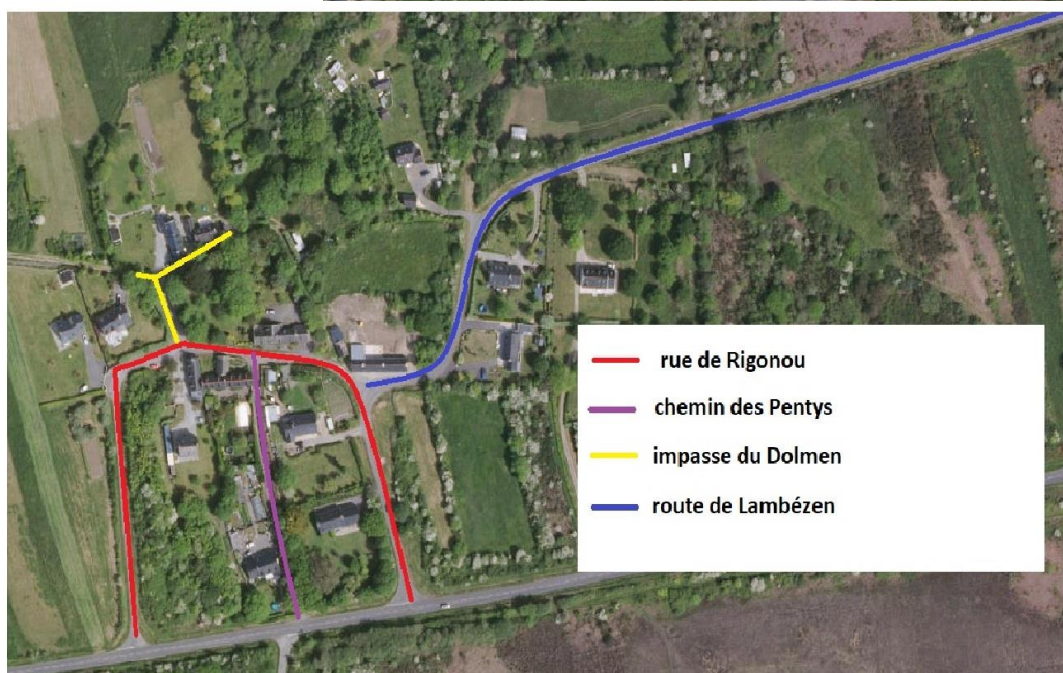 rue de Rigonou
chemin des Pentys
impasse du Dolmen
route de Lambézen